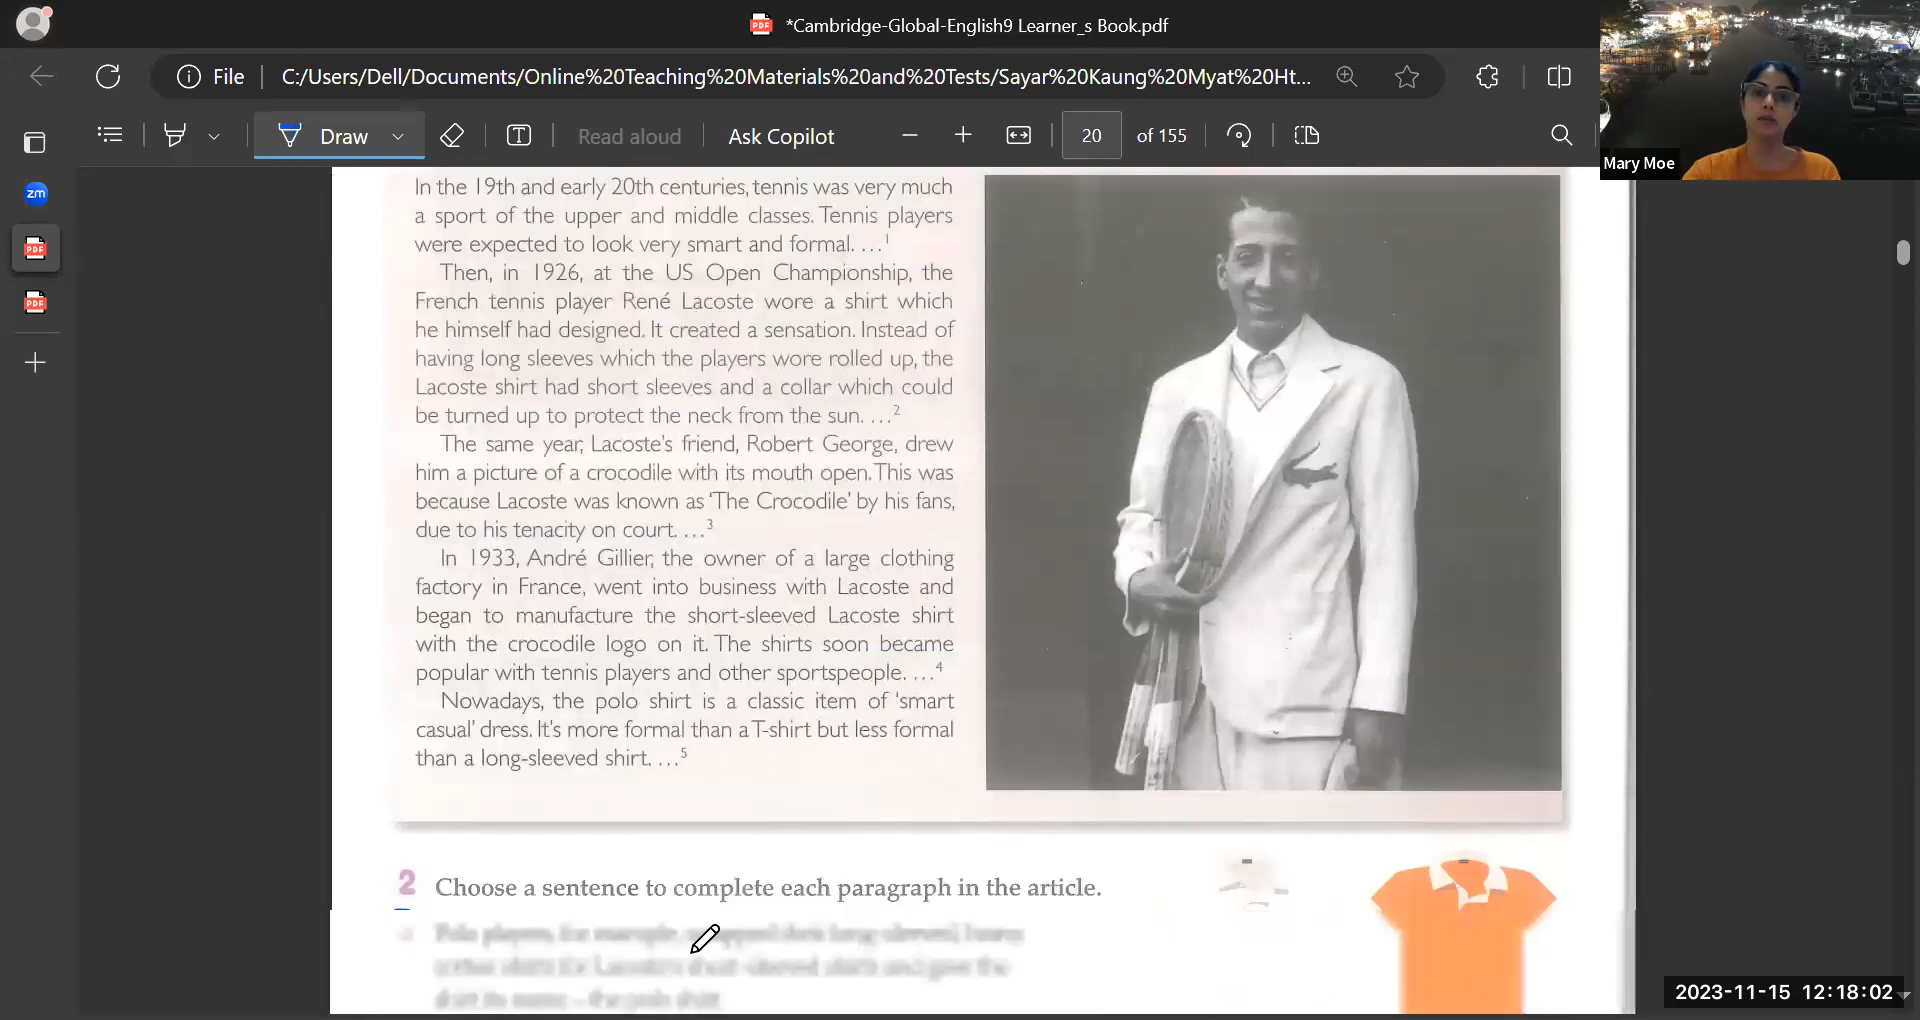 *Cambridge-Global-English9 Learner_s Book.pdf
File
C:/Users/Dell/Documents/Online%20Teaching%20Materials%20and%20Tests/Sayar%20Kaung%20Myat%20Ht...
Draw
Read aloud
Ask Copilot
20
of 155
zm
PDF
PDF
PDF
Mary Moe
In the 19th and early 20th centuries, tennis was very much
a sport of the upper and middle classes. Tennis players
were expected to look very smart and formal. …1
Then, in 1926, at the US Open Championship, the
French tennis player René Lacoste wore a shirt which
he himself had designed. It created a sensation. Instead of
having long sleeves which the players wore rolled up, the
Lacoste shirt had short sleeves and a collar which could
be turned up to protect the neck from the sun. …2
The same year, Lacoste's friend, Robert George, drew
him a picture of a crocodile with its mouth open. This was
because Lacoste was known as 'The Crocodile' by his fans,
due to his tenacity on court. …3
In 1933, André Gillier, the owner of a large clothing
factory in France, went into business with Lacoste and
began to manufacture the short-sleeved Lacoste shirt
with the crocodile logo on it. The shirts soon became
popular with tennis players and other sportspeople. …4
Nowadays, the polo shirt is a classic item of 'smart
casual' dress. It's more formal than a T-shirt but less formal
than a long-sleeved shirt. …5
2 Choose a sentence to complete each paragraph in the article.
2023-11-15 12:18:02